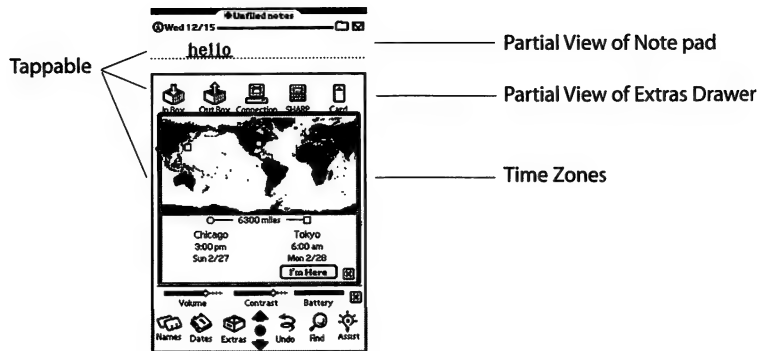 Unfiled notes
Wed 12/15
hello
Partial View of Note pad
Tappable
In Box Out Box Connection SHARP Card
Partial View of Extras Drawer
Time Zones
6300 miles
Chicago Tokyo
3:00 pm 6:00 am
Sun 2/27 Mon 2/28
I'm Here
Volume Contrast Battery
Names Dates Extras Undo Find Assist